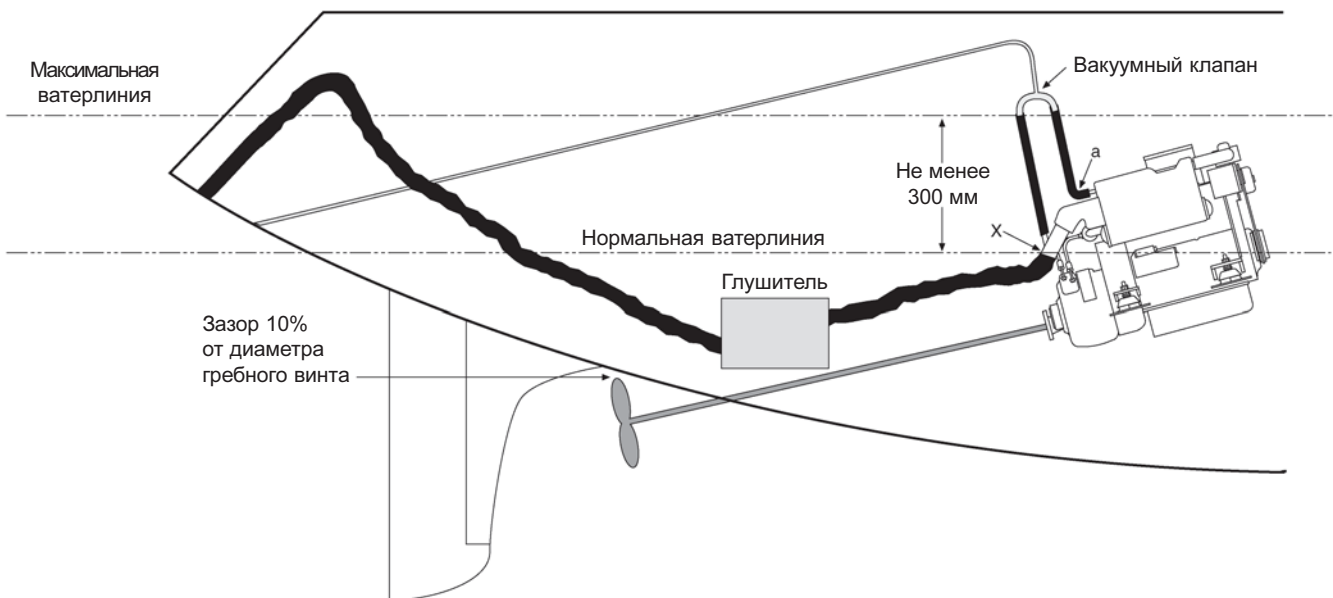 Максимальная
ватерлиния
Вакуумный клапан
a
Не менее
300 мм
X
Нормальная ватерлиния
Глушитель
Зазор 10%
от диаметра
гребного винта